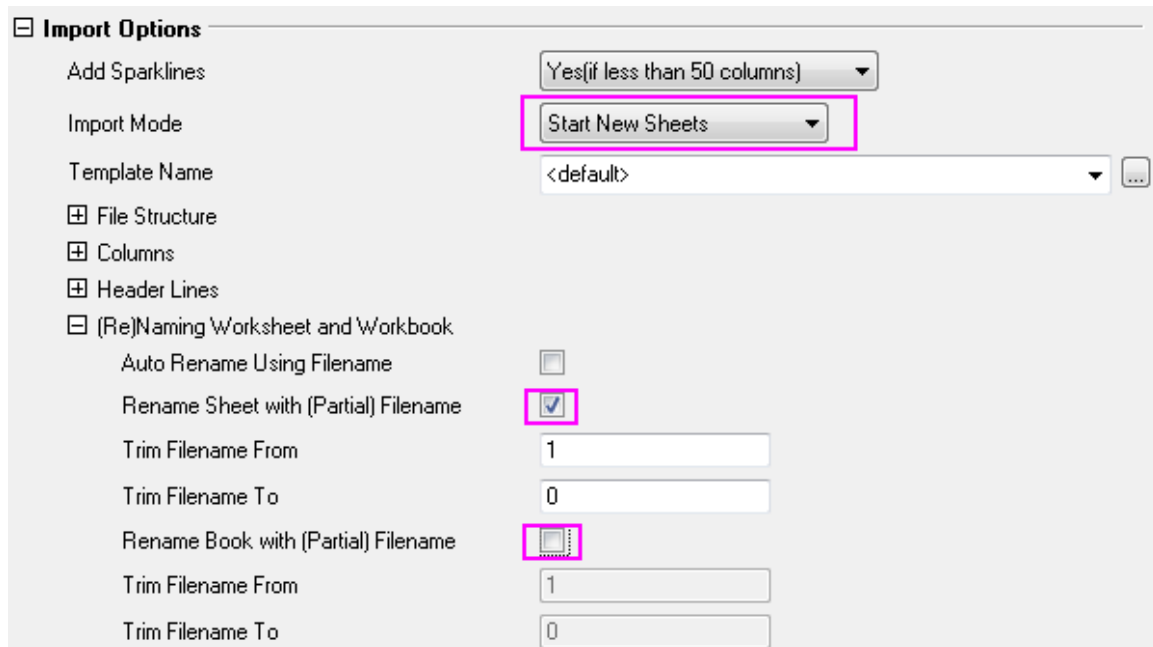 Import Options
Add Sparklines Yes(if less than 50 columns)
Import Mode Start New Sheets
Template Name <default> ...
File Structure
Columns
Header Lines
(Re)Naming Worksheet and Workbook
Auto Rename Using Filename
Rename Sheet with (Partial) Filename
Trim Filename From 1
Trim Filename To 0
Rename Book with (Partial) Filename
Trim Filename From 1
Trim Filename To 0